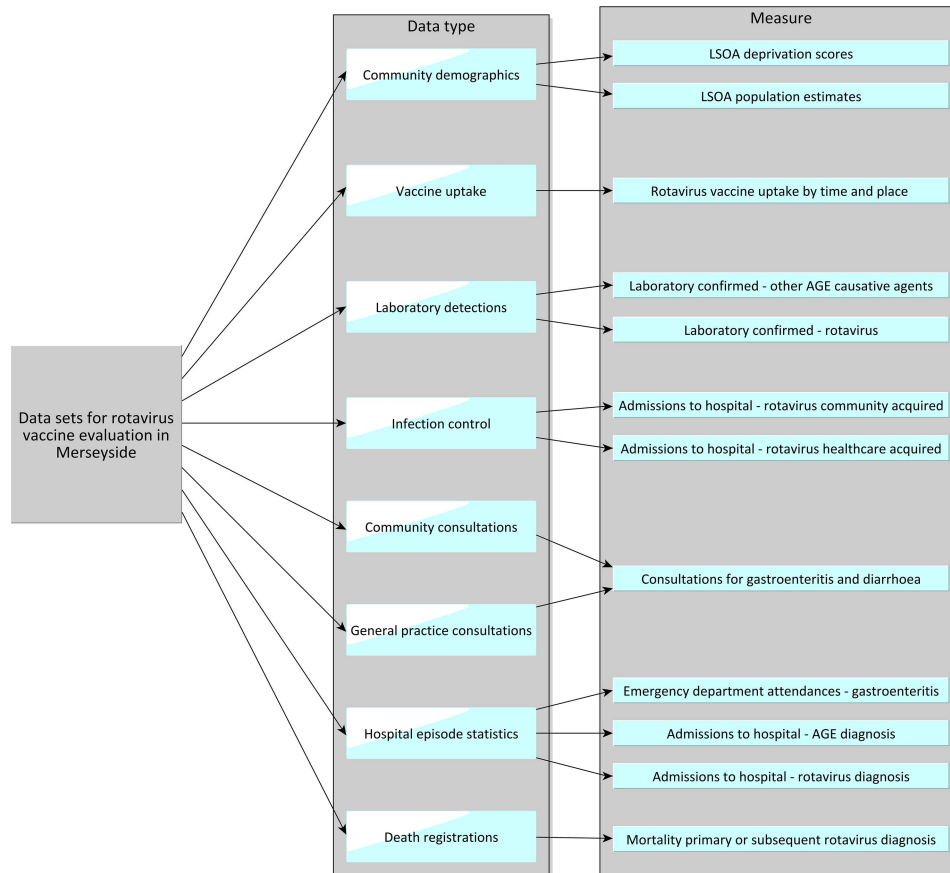 Data type
Measure
Community demographics
LSOA deprivation scores
LSOA population estimates
Vaccine uptake
Rotavirus vaccine uptake by time and place
Laboratory detections
Laboratory confirmed - other AGE causative agents
Laboratory confirmed - rotavirus
Data sets for rotavirus
vaccine evaluation in
Merseyside
Infection control
Admissions to hospital - rotavirus community acquired
Admissions to hospital - rotavirus healthcare acquired
Community consultations
General practice consultations
Consultations for gastroenteritis and diarrhoea
Hospital episode statistics
Emergency department attendances - gastroenteritis
Admissions to hospital - AGE diagnosis
Admissions to hospital - rotavirus diagnosis
Death registrations
Mortality primary or subsequent rotavirus diagnosis